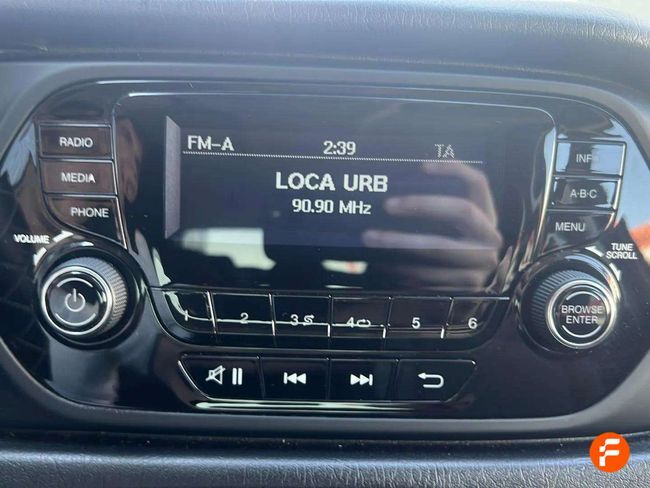 FM-A 2:39 TA
LOCA URB
90.90 MHz
RADIO
MEDIA
PHONE
VOLUME
INFO
A·B·C
MENU
TUNE
SCROLL
BROWSE
ENTER
1 2 3 4 5 6